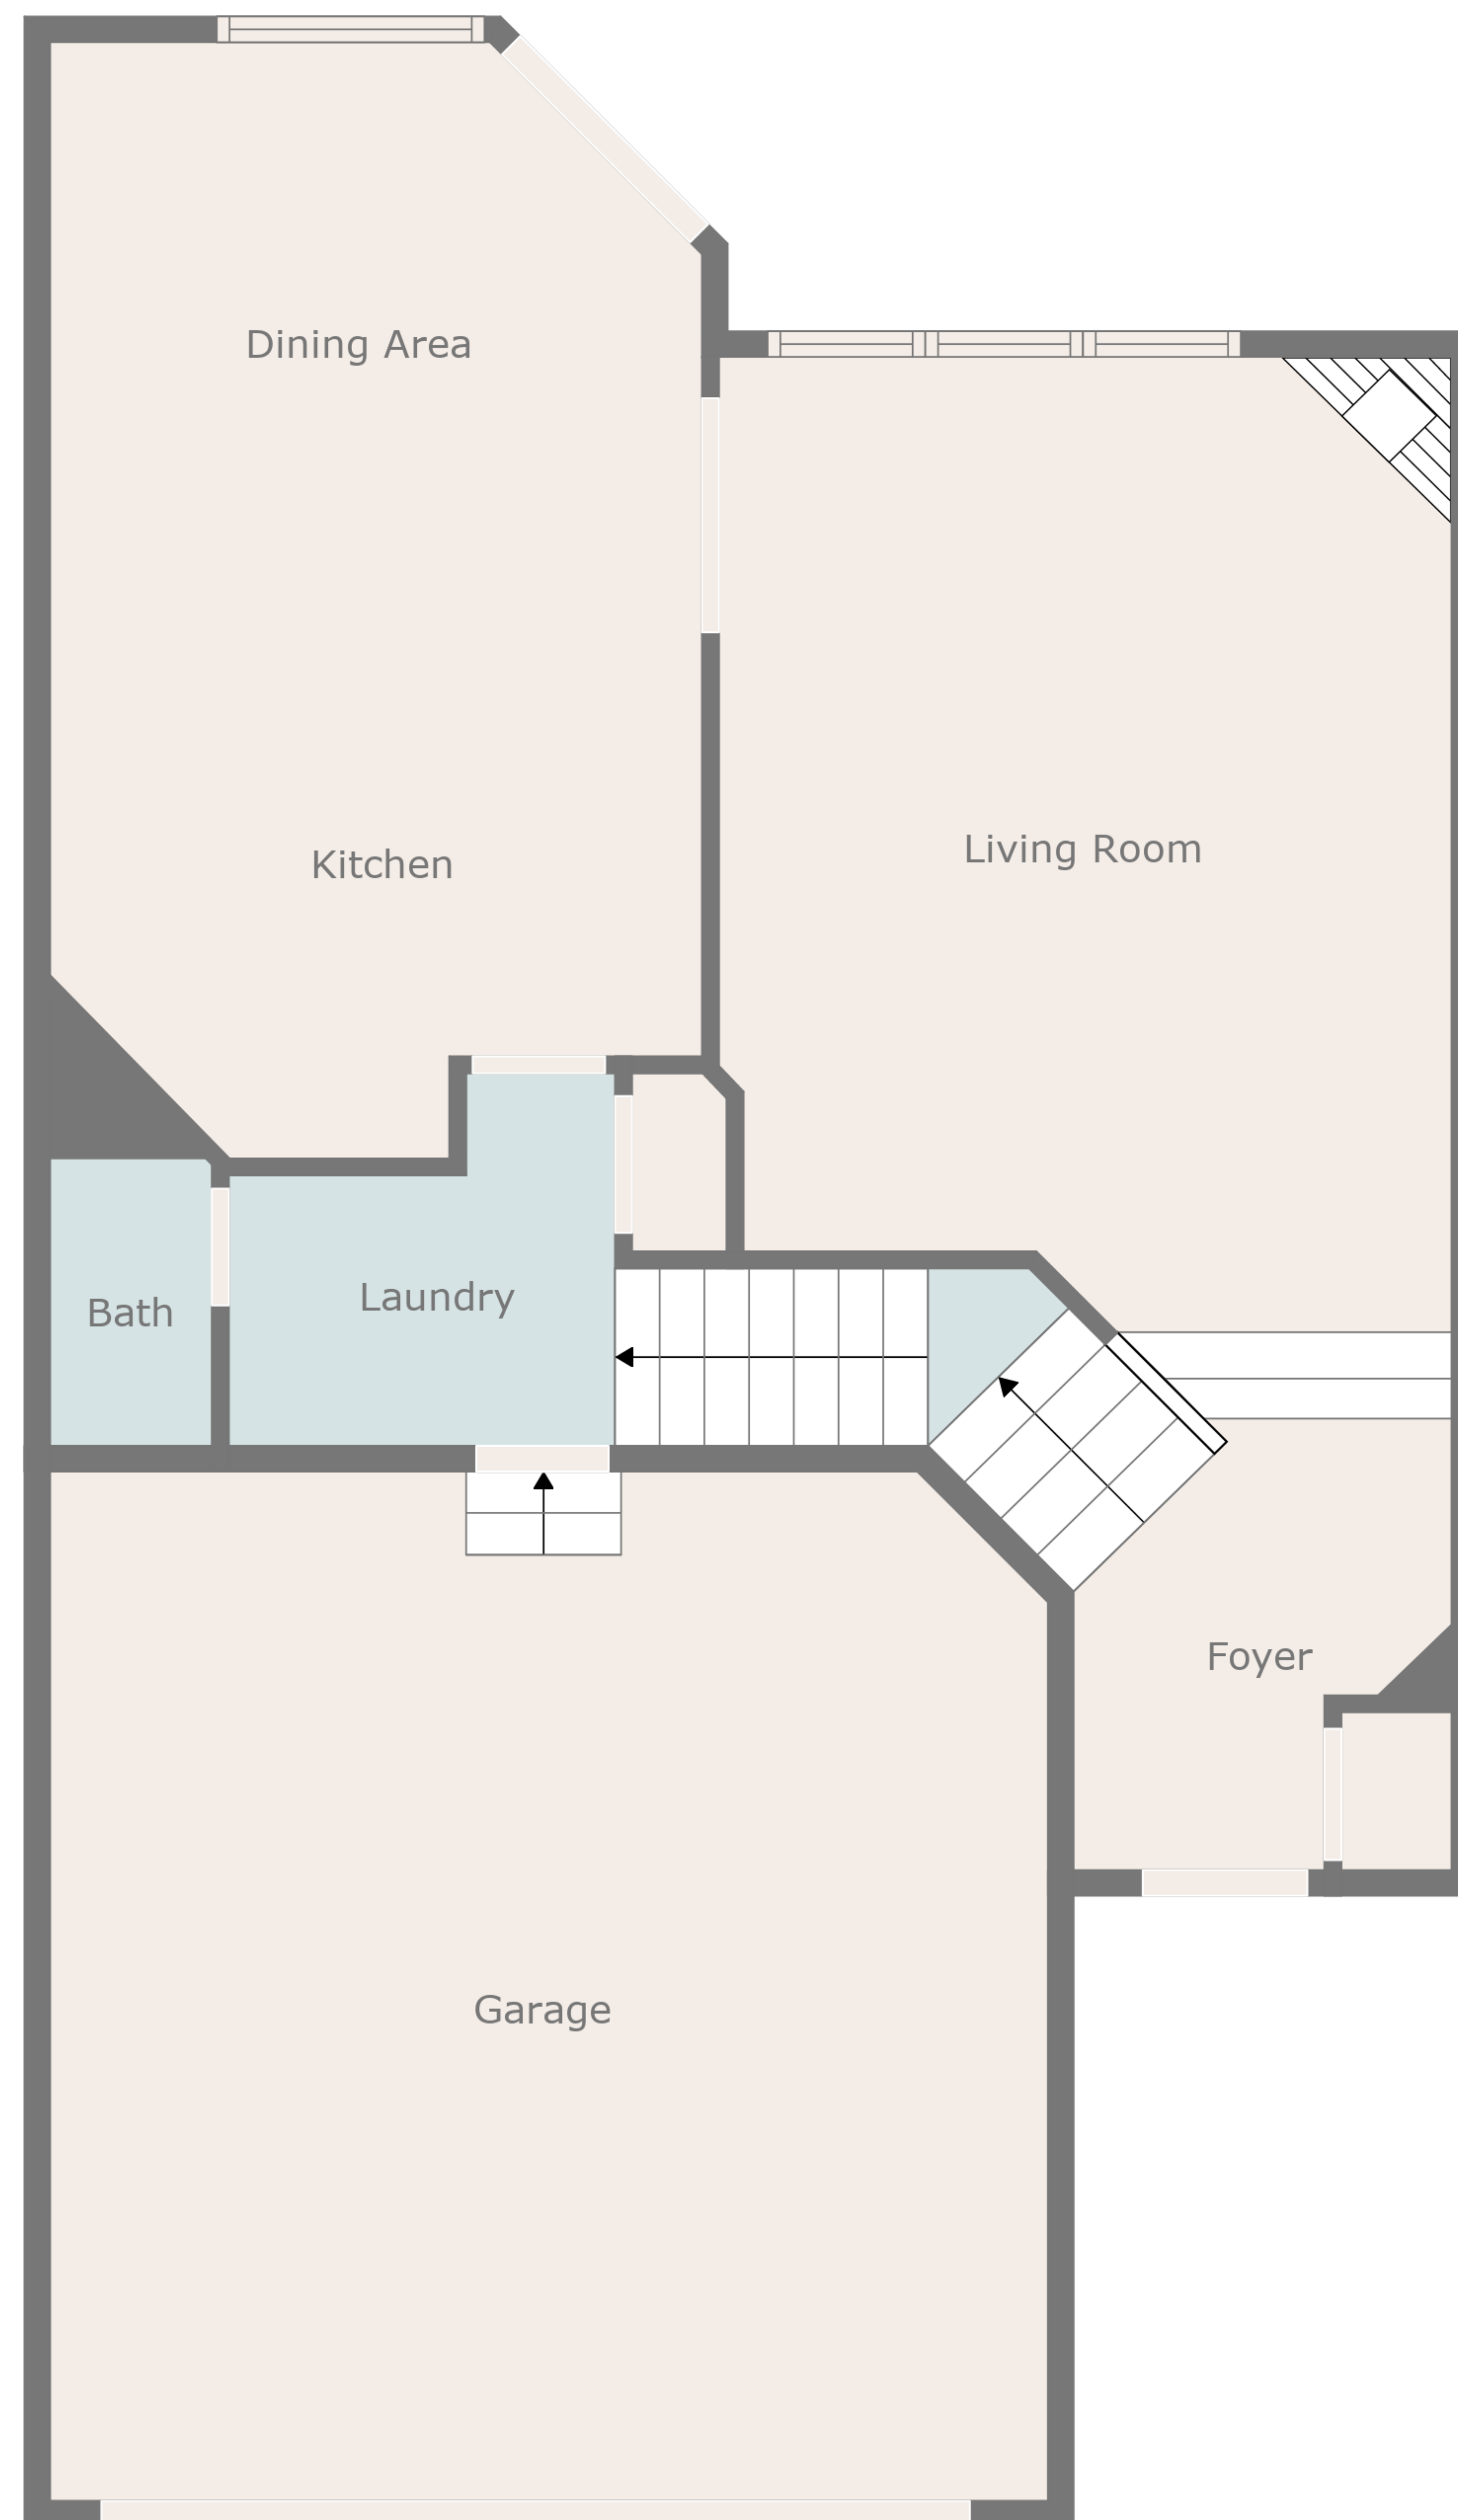 Dining Area
Living Room
Kitchen
Laundry
Bath
Foyer
Garage